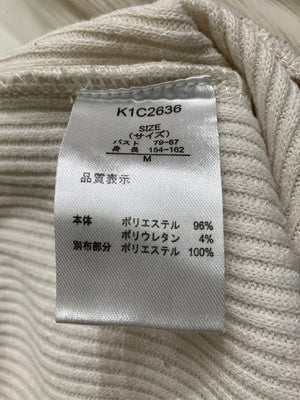 K1C2636
SIZE
(サイズ)
バスト 79-87
身長 154-162
M
品質表示
本体 ポリエステル 96%
ポリウレタン 4%
別布部分 ポリエステル 100%